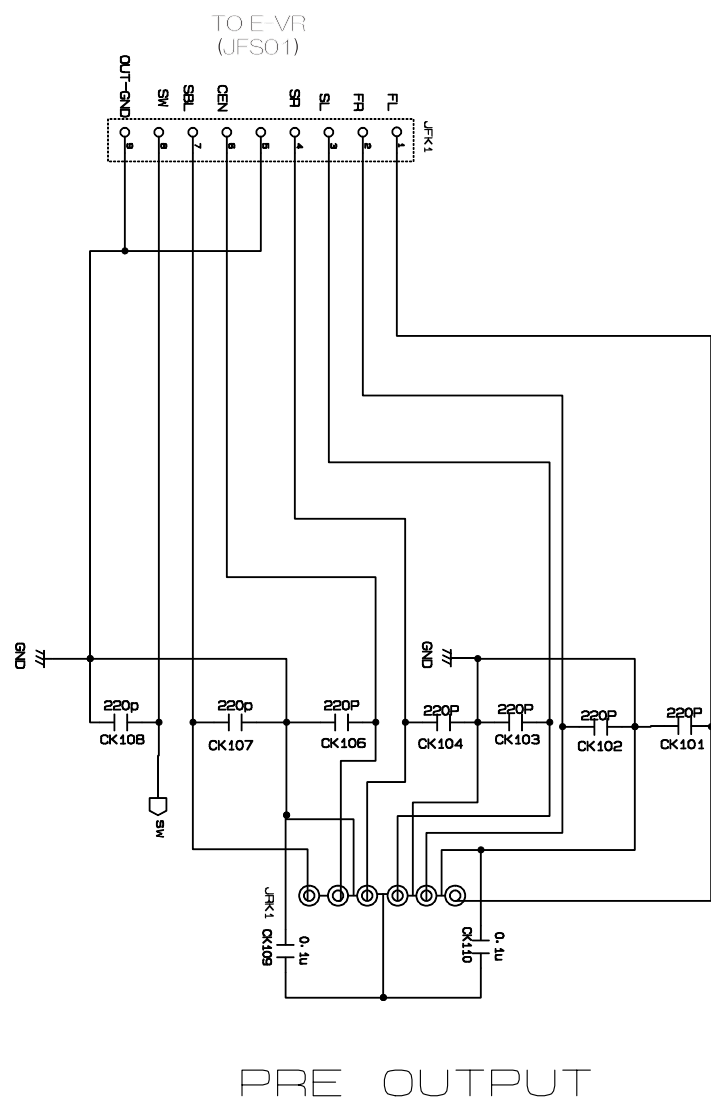 TO E-VR
(JFS01)
OUT-GND
SW
SBL
CEN
SR
SL
FR
FL
JFK1
9
8
7
6
5
4
3
2
1
GND
GND
220p
220p
220P
220P
220P
220P
220P
CK108
CK107
CK106
CK104
CK103
CK102
CK101
SW
JRK1
CK109
0.1u
CK110
0.1u
PRE OUTPUT